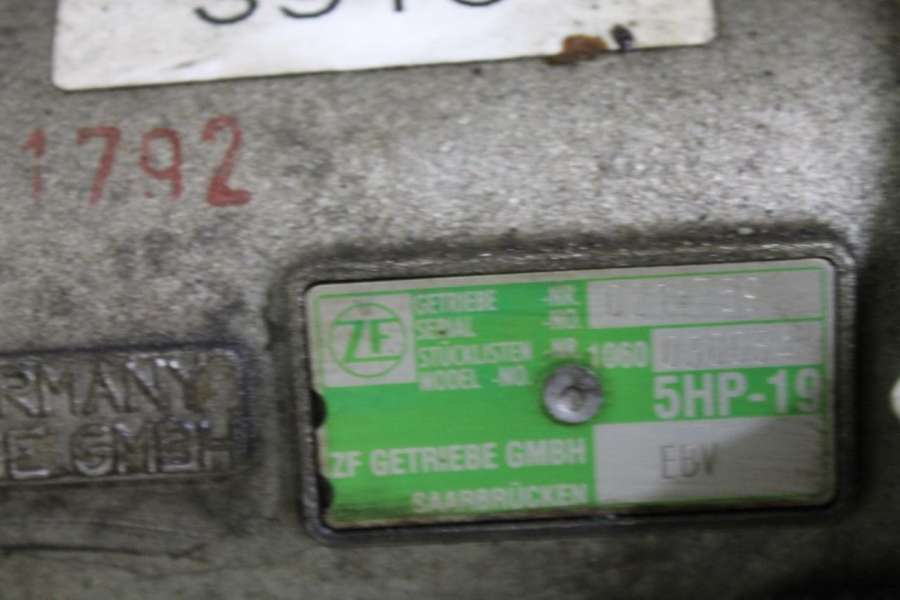 1792
ZF
GETRIEBE -NR.
SERIAL -NO.
STÜCKLISTEN -NR. 1060
MODEL -NO.
5HP-19
ZF GETRIEBE GMBH
SAARBRÜCKEN
EBV
RMANY
E GMBH